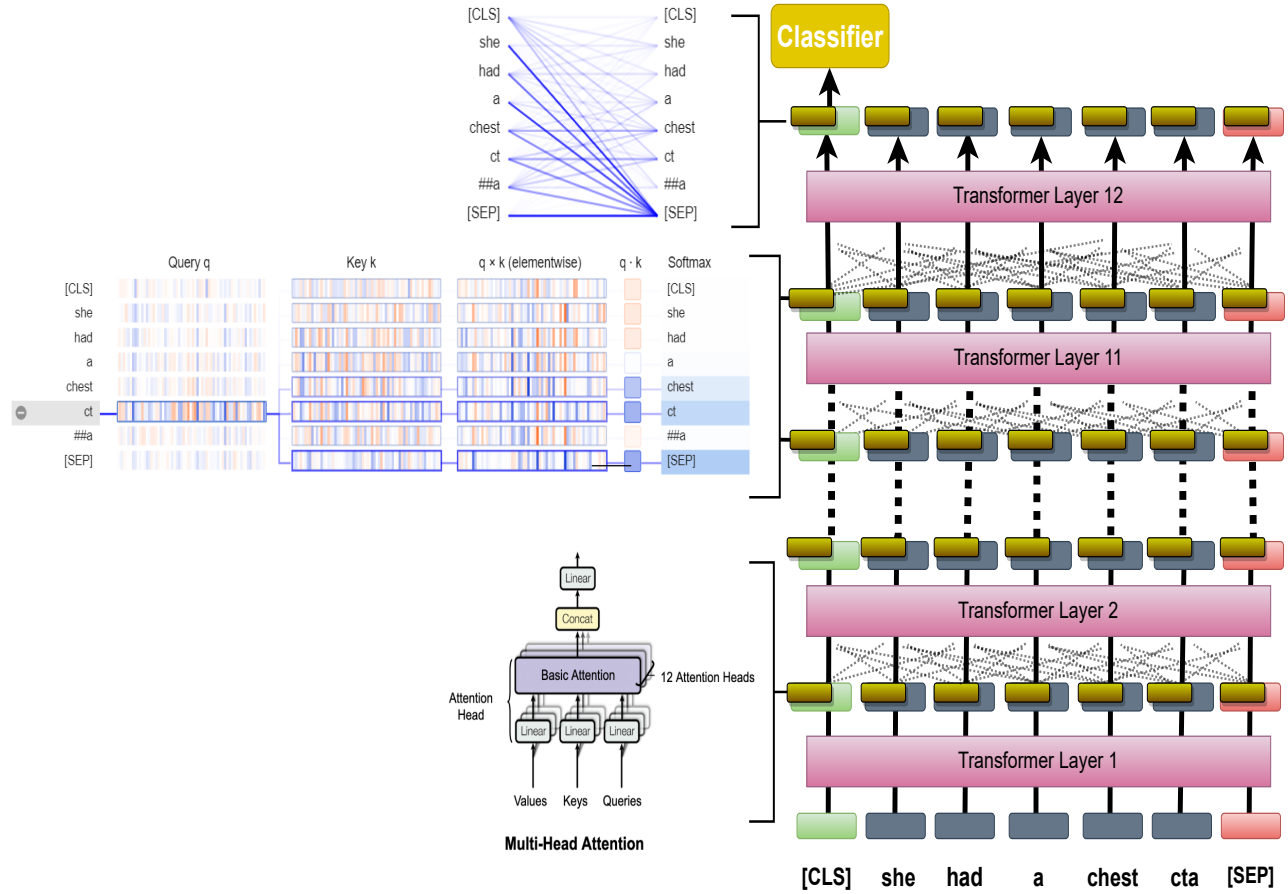 [CLS] [CLS]
she she
had had
a a
chest chest
ct ct
##a ##a
[SEP] [SEP]
Classifier
Transformer Layer 12
Query q Key k q × k (elementwise) q · k Softmax
[CLS] [CLS]
she she
had had
a a
chest chest
ct ct
##a ##a
[SEP] [SEP]
Transformer Layer 11
Linear
Concat
Basic Attention
12 Attention Heads
Attention
Head
Linear Linear Linear
Values Keys Queries
Multi-Head Attention
Transformer Layer 2
Transformer Layer 1
[CLS] she had a chest cta [SEP]